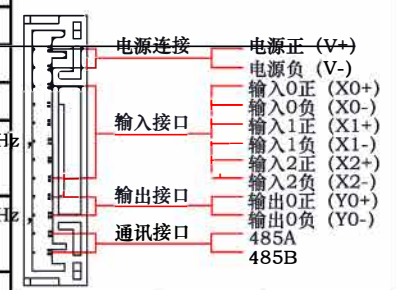 电源连接
电源正 (V+)
电源负 (V-)
输入0正 (X0+)
输入0负 (X0-)
输入接口
输入1正 (X1+)
Hz
输入1负 (X1-)
输入2正 (X2+)
输入2负 (X2-)
输出接口
输出0正 (Y0+)
Hz
输出0负 (Y0-)
通讯接口
485A
485B